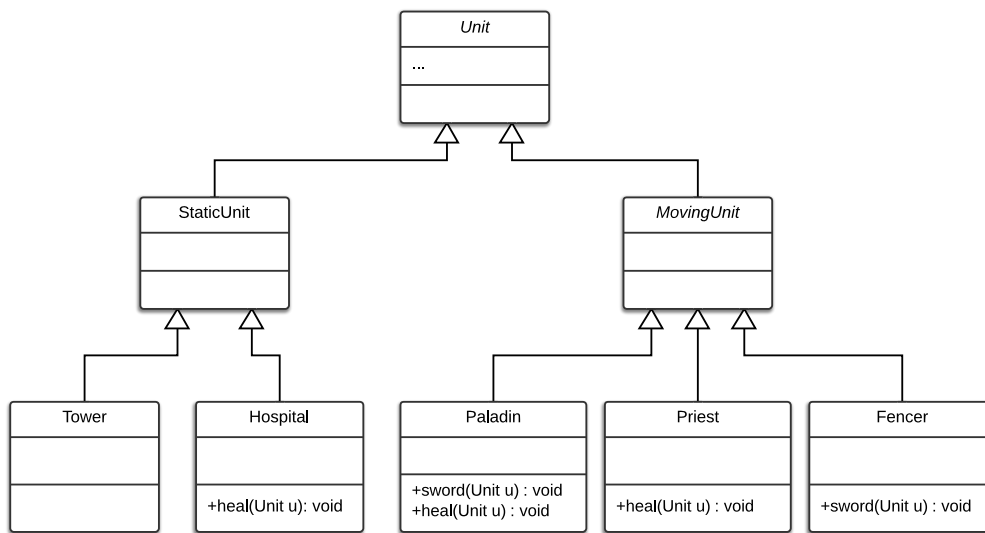 Unit
...
StaticUnit
MovingUnit
Tower
Hospital
+heal(Unit u): void
Paladin
+sword(Unit u) : void
+heal(Unit u) : void
Priest
+heal(Unit u) : void
Fencer
+sword(Unit u) : void